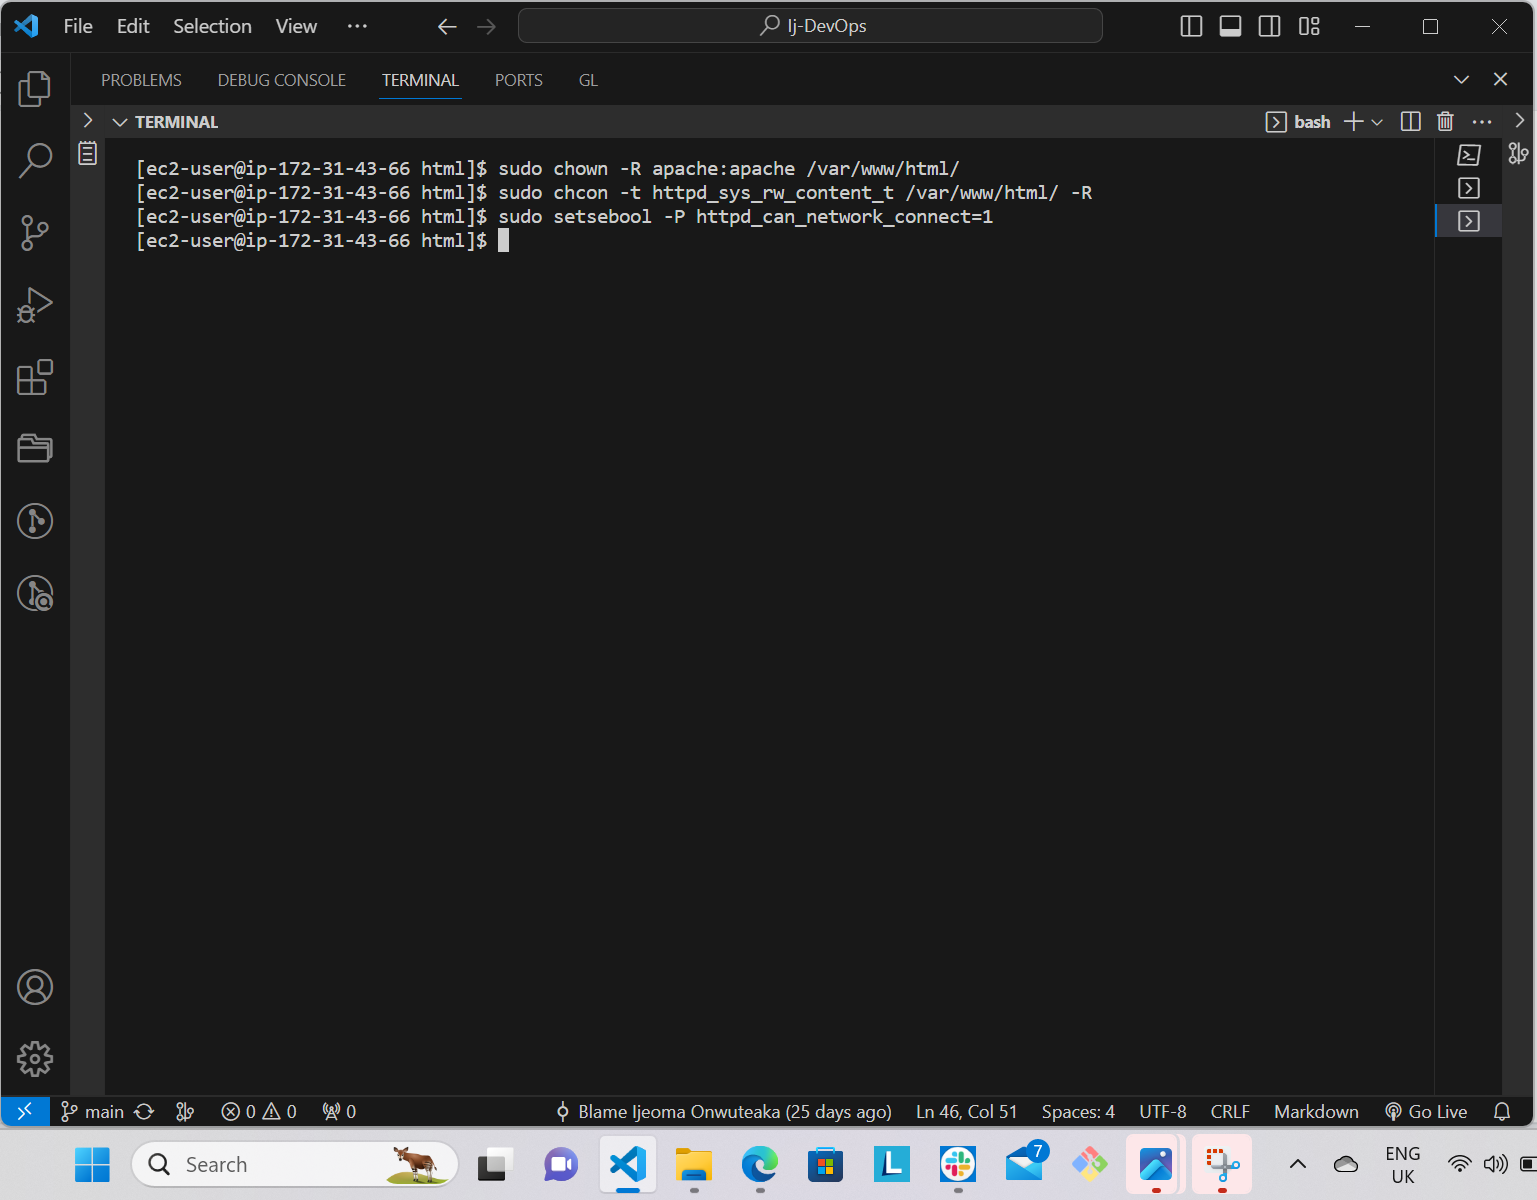 File Edit Selection View ··· Ij-DevOps
PROBLEMS DEBUG CONSOLE TERMINAL PORTS GL
TERMINAL bash
[ec2-user@ip-172-31-43-66 html]$ sudo chown -R apache:apache /var/www/html/
[ec2-user@ip-172-31-43-66 html]$ sudo chcon -t httpd_sys_rw_content_t /var/www/html/ -R
[ec2-user@ip-172-31-43-66 html]$ sudo setsebool -P httpd_can_network_connect=1
[ec2-user@ip-172-31-43-66 html]$
main 0 0 0 Blame Ijeoma Onwuteaka (25 days ago) Ln 46, Col 51 Spaces: 4 UTF-8 CRLF Markdown Go Live
Search L 7 ENG
UK